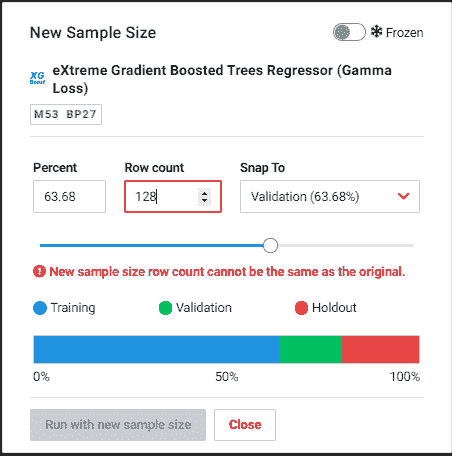 New Sample Size
Frozen
XG
Boost
eXtreme Gradient Boosted Trees Regressor (Gamma
Loss)
M53 BP27
Percent Row count Snap To
63.68 128 Validation (63.68%)
New sample size row count cannot be the same as the original.
Training Validation Holdout
0% 50% 100%
Run with new sample size Close